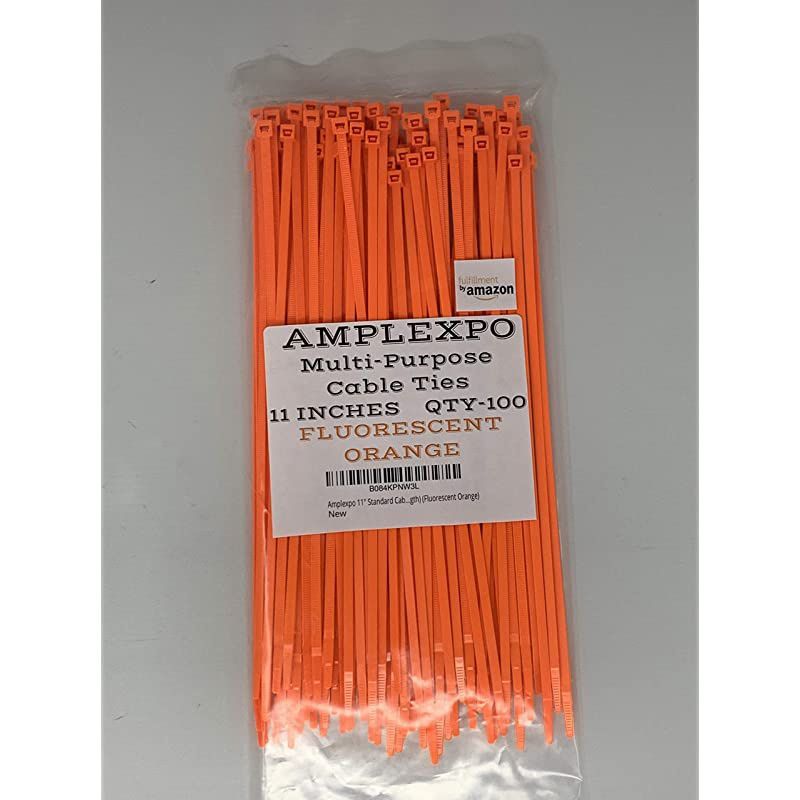 fulfillment
by amazon
AMPLEXPO
Multi-Purpose
Cable Ties
11 INCHES QTY-100
FLUORESCENT
ORANGE
B084KPNW3L
Amplexpo 11" Standard Cab...gth) (Fluorescent Orange)
New